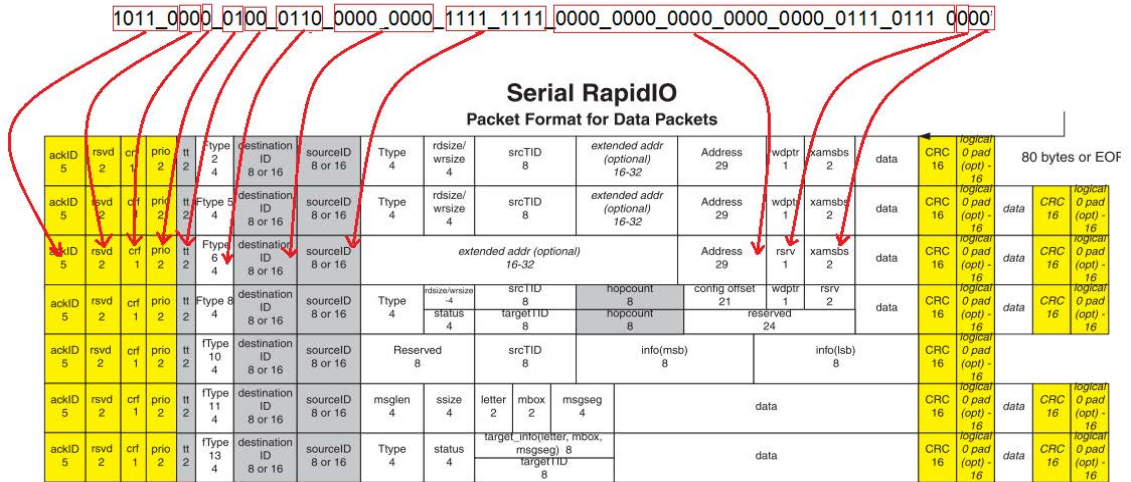 1011_0000_0100_0110_0000_0000_1111_1111_0000_0000_0000_0000_0000_0111_0111 0000
Serial RapidIO
Packet Format for Data Packets
80 bytes or EOP
ackID 5 rsvd 2 crf 1 prio 2 tt 2 Ftype 2 4 destination ID 8 or 16 sourceID 8 or 16 Ttype 4 rdsize/ wrsize 4 srcTID 8 extended addr (optional) 16-32 Address 29 wdptr 1 xamsbs 2 data CRC 16 logical 0 pad (opt) - 16
ackID 5 rsvd 2 crf 1 prio 2 tt 2 Ftype 5 4 destination ID 8 or 16 sourceID 8 or 16 Ttype 4 rdsize/ wrsize 4 srcTID 8 extended addr (optional) 16-32 Address 29 wdptr 1 xamsbs 2 data CRC 16 logical 0 pad (opt) - 16 data CRC 16 logical 0 pad (opt) - 16
ackID 5 rsvd 2 crf 1 prio 2 tt 2 Ftype 6 4 destination ID 8 or 16 sourceID 8 or 16 extended addr (optional) 16-32 Address 29 rsrv 1 xamsbs 2 data CRC 16 logical 0 pad (opt) - 16 data CRC 16 logical 0 pad (opt) - 16
ackID 5 rsvd 2 crf 1 prio 2 tt 2 Ftype 8 4 destination ID 8 or 16 sourceID 8 or 16 Ttype 4 rdsize/wrsize -4 srcTID 8 hopcount 8 config offset 21 wdptr 1 rsrv 2 data CRC 16 logical 0 pad (opt) - 16 data CRC 16 logical 0 pad (opt) - 16
status 4 targetTID 8 hopcount 8 reserved 24
ackID 5 rsvd 2 crf 1 prio 2 tt 2 fType 10 4 destination ID 8 or 16 sourceID 8 or 16 Reserved 8 srcTID 8 info(msb) 8 info(lsb) 8 CRC 16 logical 0 pad (opt) - 16
ackID 5 rsvd 2 crf 1 prio 2 tt 2 fType 11 4 destination ID 8 or 16 sourceID 8 or 16 msglen 4 ssize 4 letter 2 mbox 2 msgseg 4 data CRC 16 logical 0 pad (opt) - 16 data CRC 16 logical 0 pad (opt) - 16
ackID 5 rsvd 2 crf 1 prio 2 tt 2 fType 13 4 destination ID 8 or 16 sourceID 8 or 16 Ttype 4 status 4 target_info(letter, mbox, msgseg) 8 targetTID 8 data CRC 16 logical 0 pad (opt) - 16 data CRC 16 logical 0 pad (opt) - 16